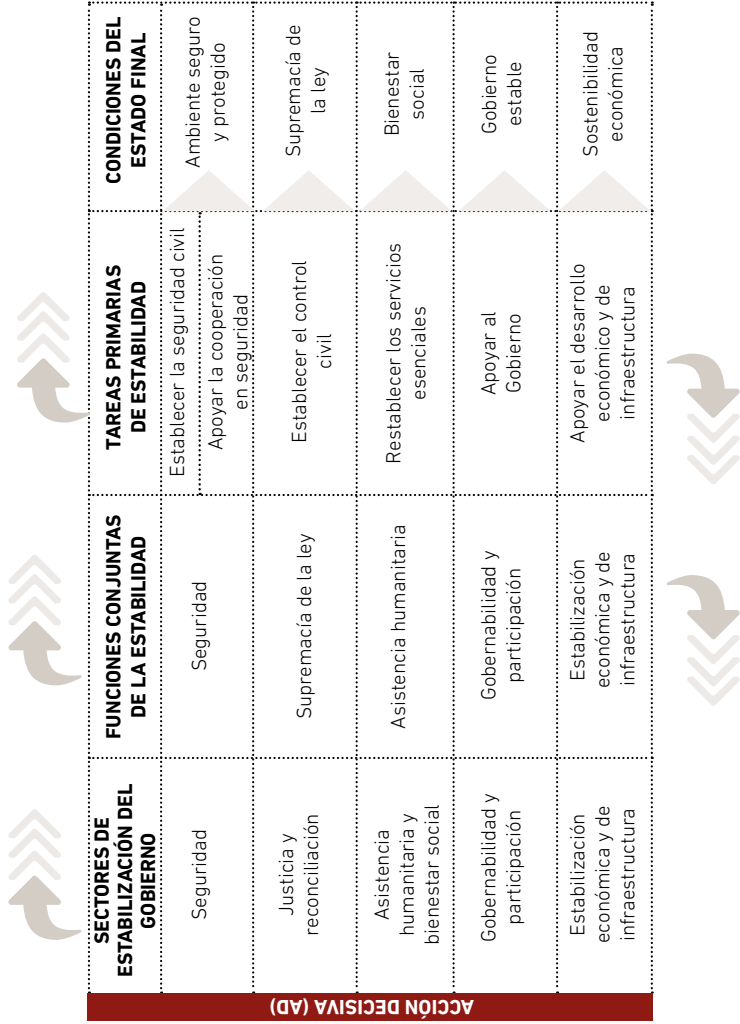 ACCIÓN DECISIVA (AD)
SECTORES DE
ESTABILIZACIÓN DEL
GOBIERNO
FUNCIONES CONJUNTAS
DE LA ESTABILIDAD
TAREAS PRIMARIAS
DE ESTABILIDAD
CONDICIONES DEL
ESTADO FINAL
Seguridad
Seguridad
Establecer la seguridad civil
Apoyar la cooperación
en seguridad
Ambiente seguro
y protegido
Justicia y
reconciliación
Supremacía de la ley
Establecer el control
civil
Supremacía de
la ley
Asistencia
humanitaria y
bienestar social
Asistencia humanitaria
Restablecer los servicios
esenciales
Bienestar
social
Gobernabilidad y
participación
Gobernabilidad y
participación
Apoyar al
Gobierno
Gobierno
estable
Estabilización
económica y de
infraestructura
Estabilización
económica y de
infraestructura
Apoyar el desarrollo
económico y de
infraestructura
Sostenibilidad
económica